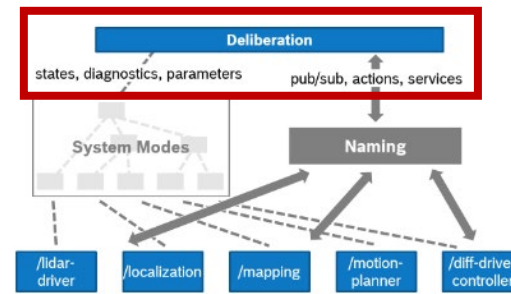 Deliberation
states, diagnostics, parameters
pub/sub, actions, services
System Modes
Naming
/lidar-
driver
/localization
/mapping
/motion-
planner
/diff-drive
controller